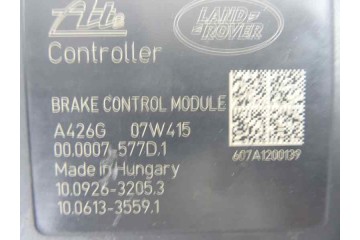 Ate
LAND
ROVER
Controller
BRAKE CONTROL MODULE
A426G 07W415
00.0007-577D.1
Made in Hungary
10.0926-3205.3
10.0613-3559.1
607A1200139